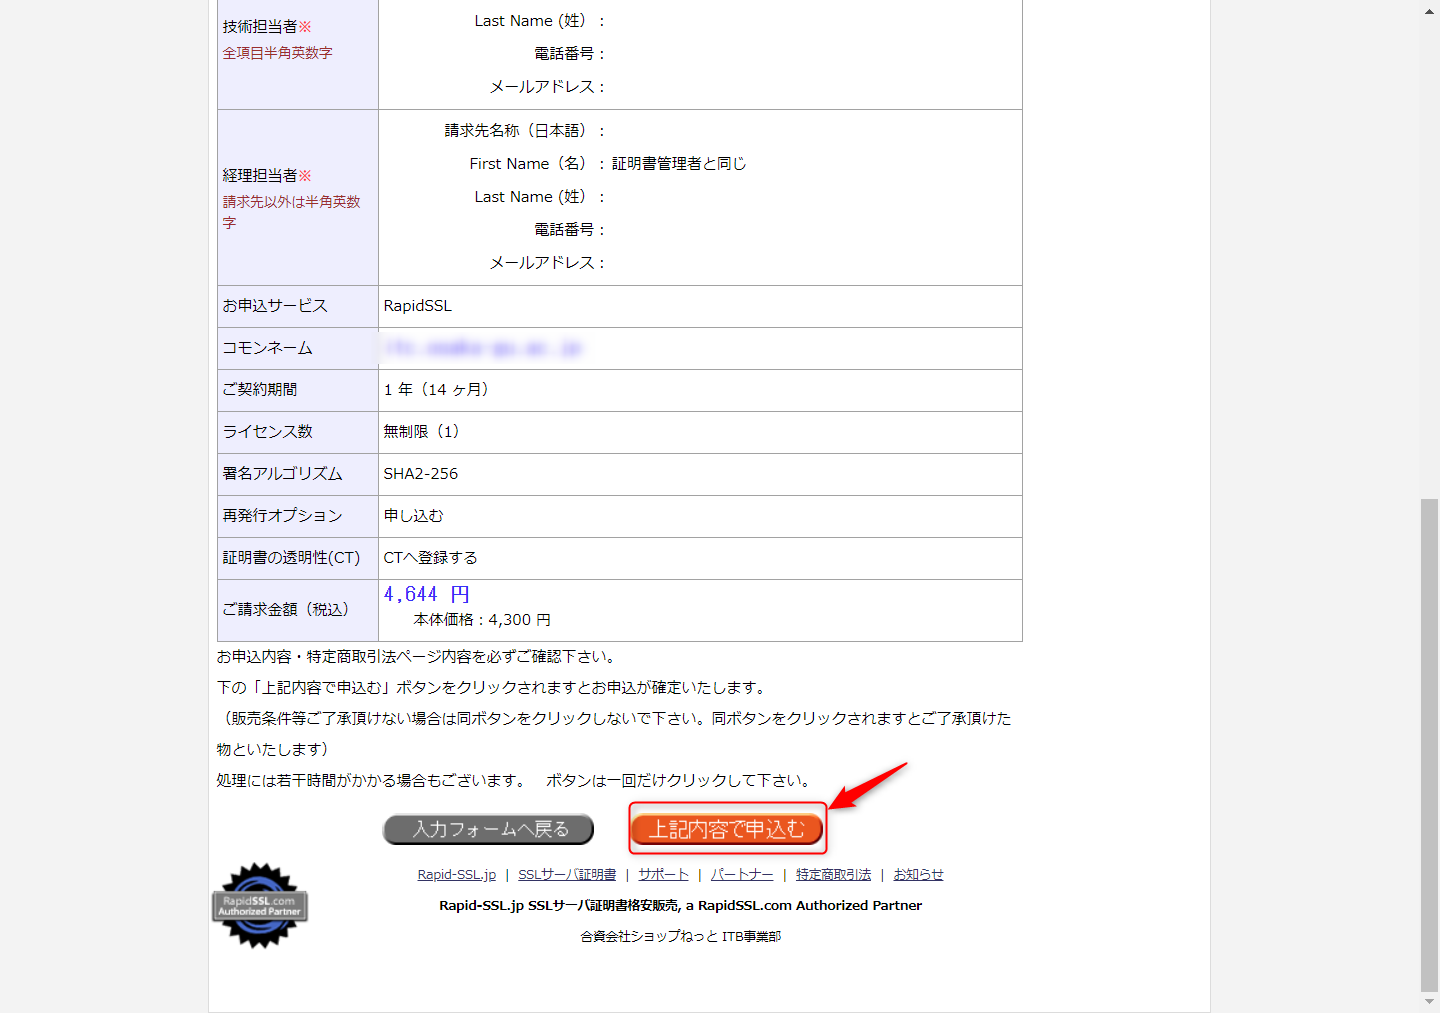 技術担当者※
全項目半角英数字
Last Name (姓) :
電話番号 :
メールアドレス :
経理担当者※
請求先以外は半角英数
字
請求先名称（日本語） :
First Name（名） : 証明書管理者と同じ
Last Name (姓) :
電話番号 :
メールアドレス :
お申込サービス RapidSSL
コモンネーム
ご契約期間 1 年（14 ヶ月）
ライセンス数 無制限（1）
署名アルゴリズム SHA2-256
再発行オプション 申し込む
証明書の透明性(CT) CTへ登録する
ご請求金額（税込） 4,644 円
本体価格：4,300 円
お申込内容・特定商取引法ページ内容を必ずご確認下さい。
下の「上記内容で申込む」ボタンをクリックされますとお申込が確定いたします。
（販売条件等ご了承頂けない場合は同ボタンをクリックしないで下さい。同ボタンをクリックされますとご了承頂けた
物といたします）
処理には若干時間がかかる場合もございます。　ボタンは一回だけクリックして下さい。
入力フォームへ戻る 上記内容で申込む
Rapid-SSL.jp | SSLサーバ証明書 | サポート | パートナー | 特定商取引法 | お知らせ
RapidSSL.com
Authorized Partner
Rapid-SSL.jp SSLサーバ証明書格安販売, a RapidSSL.com Authorized Partner
合資会社ショップねっと ITB事業部